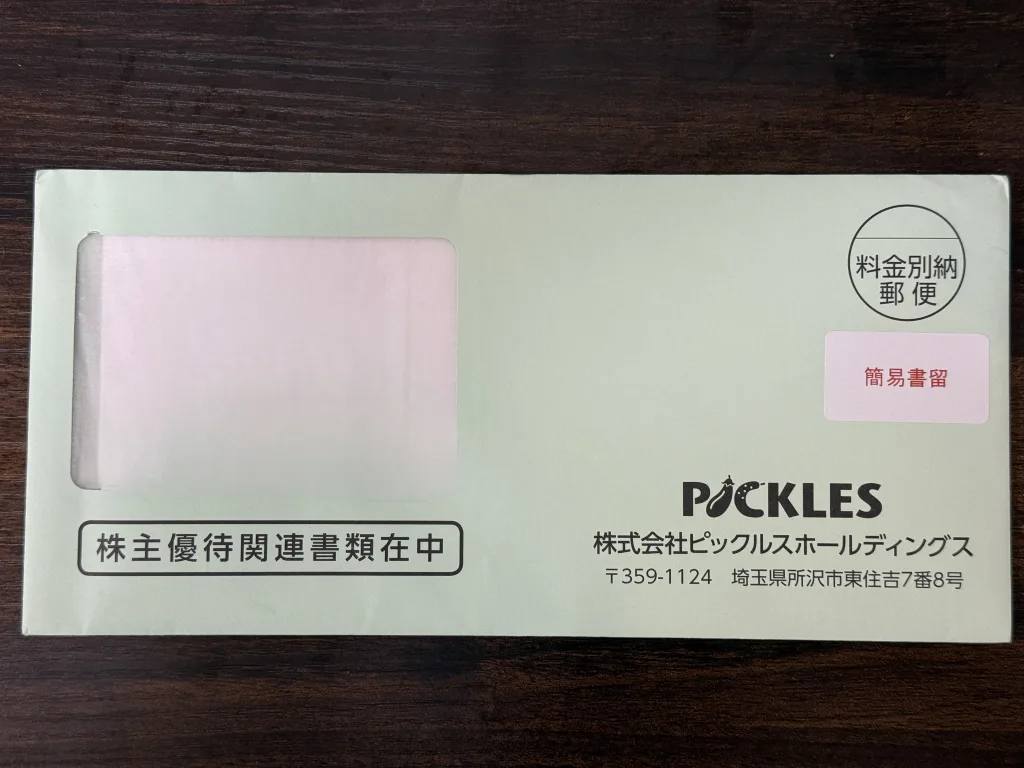 料金別納
郵便
簡易書留
PICKLES
株式会社ピックルスホールディングス
〒359-1124 埼玉県所沢市東住吉7番8号
株主優待関連書類在中